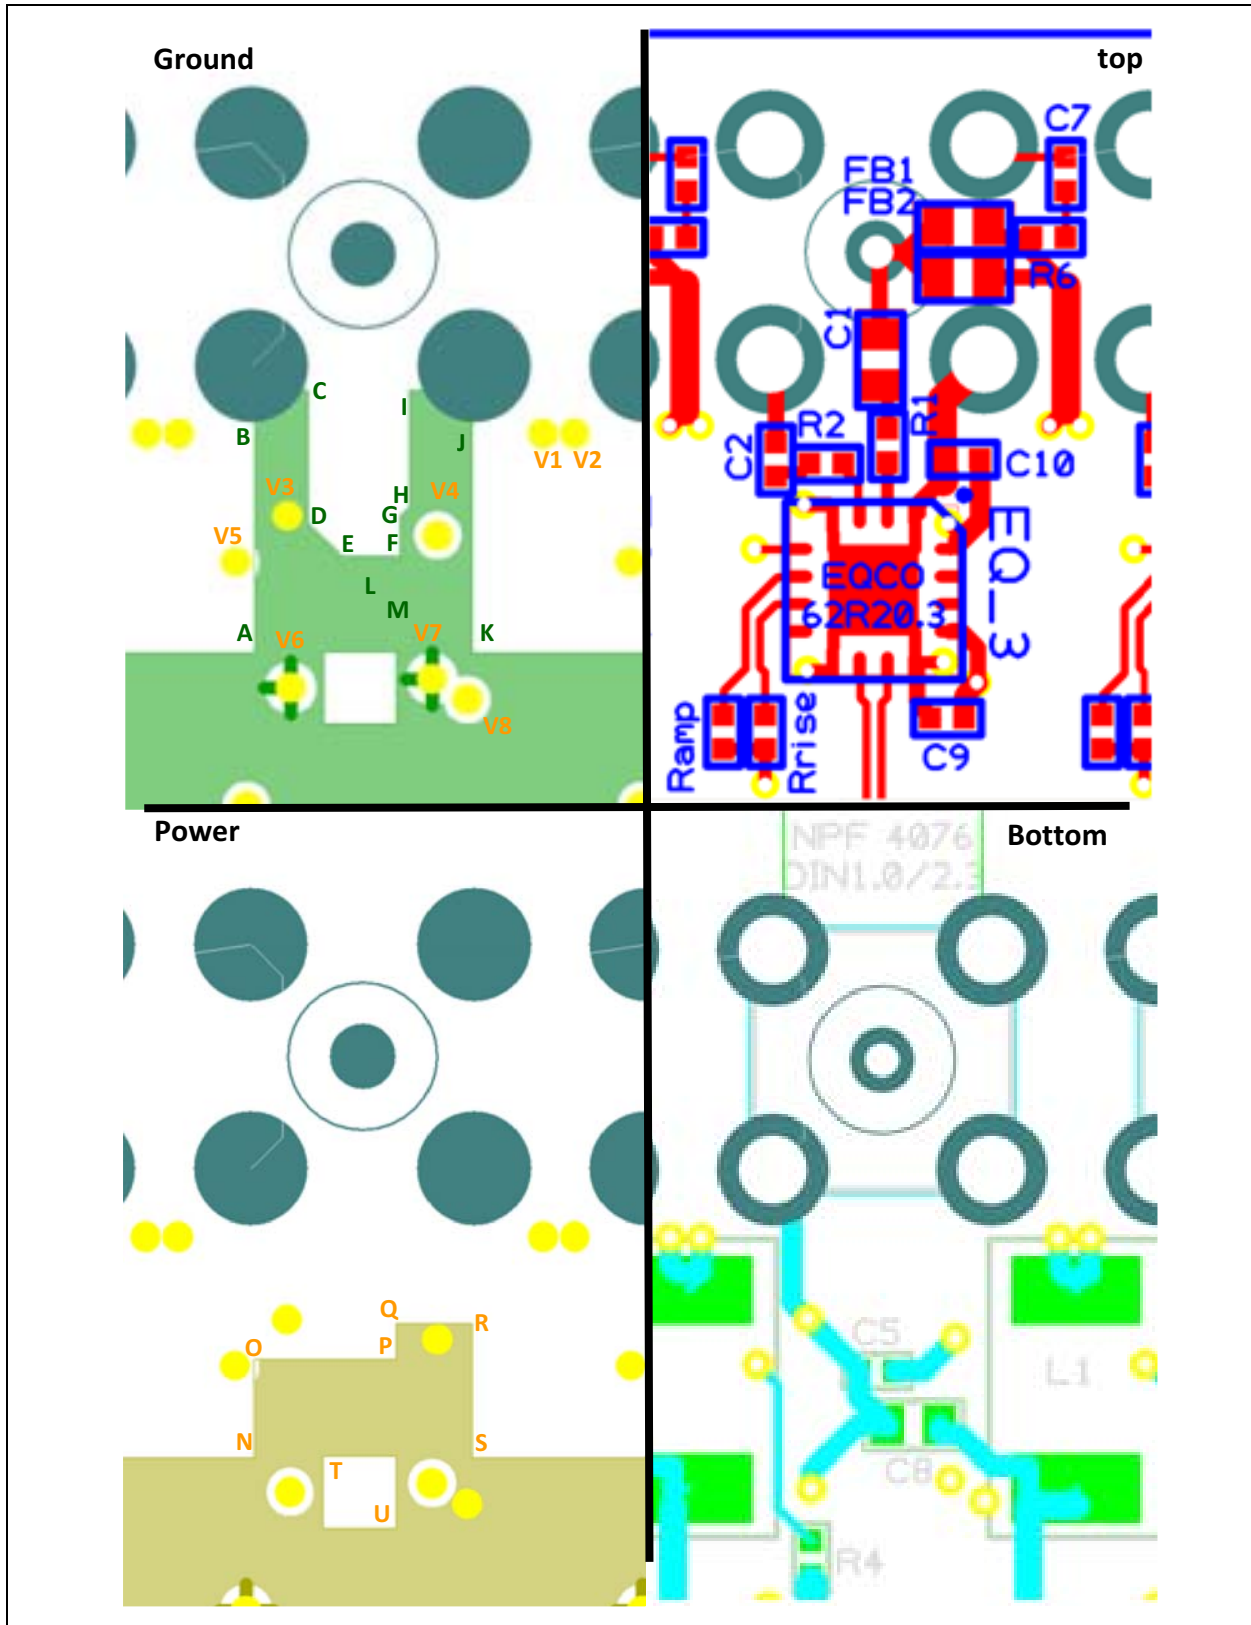 Ground
top
C7
FB1
FB2
R6
C1
C
I
B
J
V1 V2
R1
R2
C2
C10
V3
H
V4
D
G
E
F
V5
L
M
EQCO
62R20.3
EQ_3
A
V6
V7
K
V8
Ramp
Rrise
C9
Power
Bottom
NPF 4076
DIN1.0/2.3
Q
R
O
P
C5
L1
N
S
T
U
C8
R4